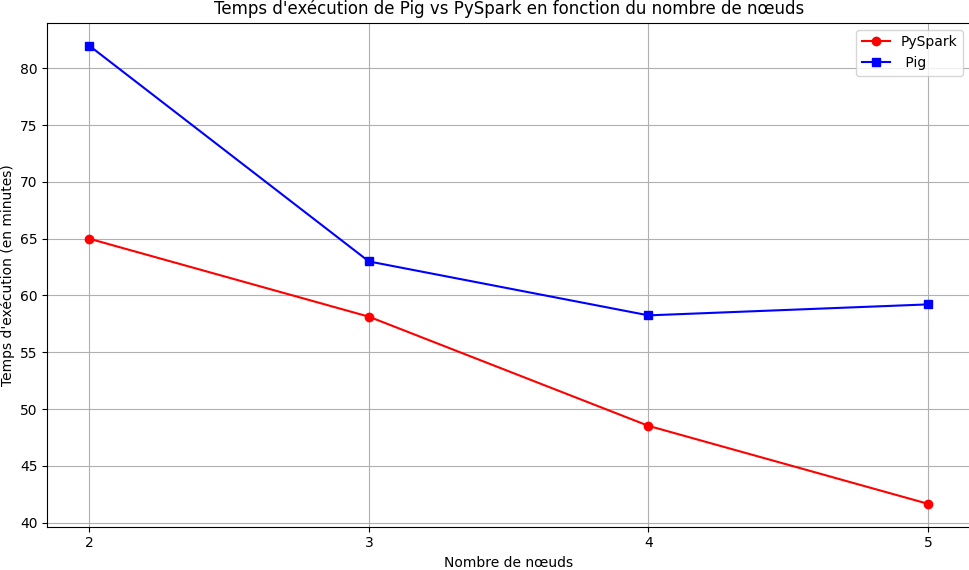 Temps d'exécution de Pig vs PySpark en fonction du nombre de nœuds
PySpark
Pig
80
75
70
65
60
55
50
45
40
Temps d'exécution (en minutes)
2 3 4 5
Nombre de nœuds